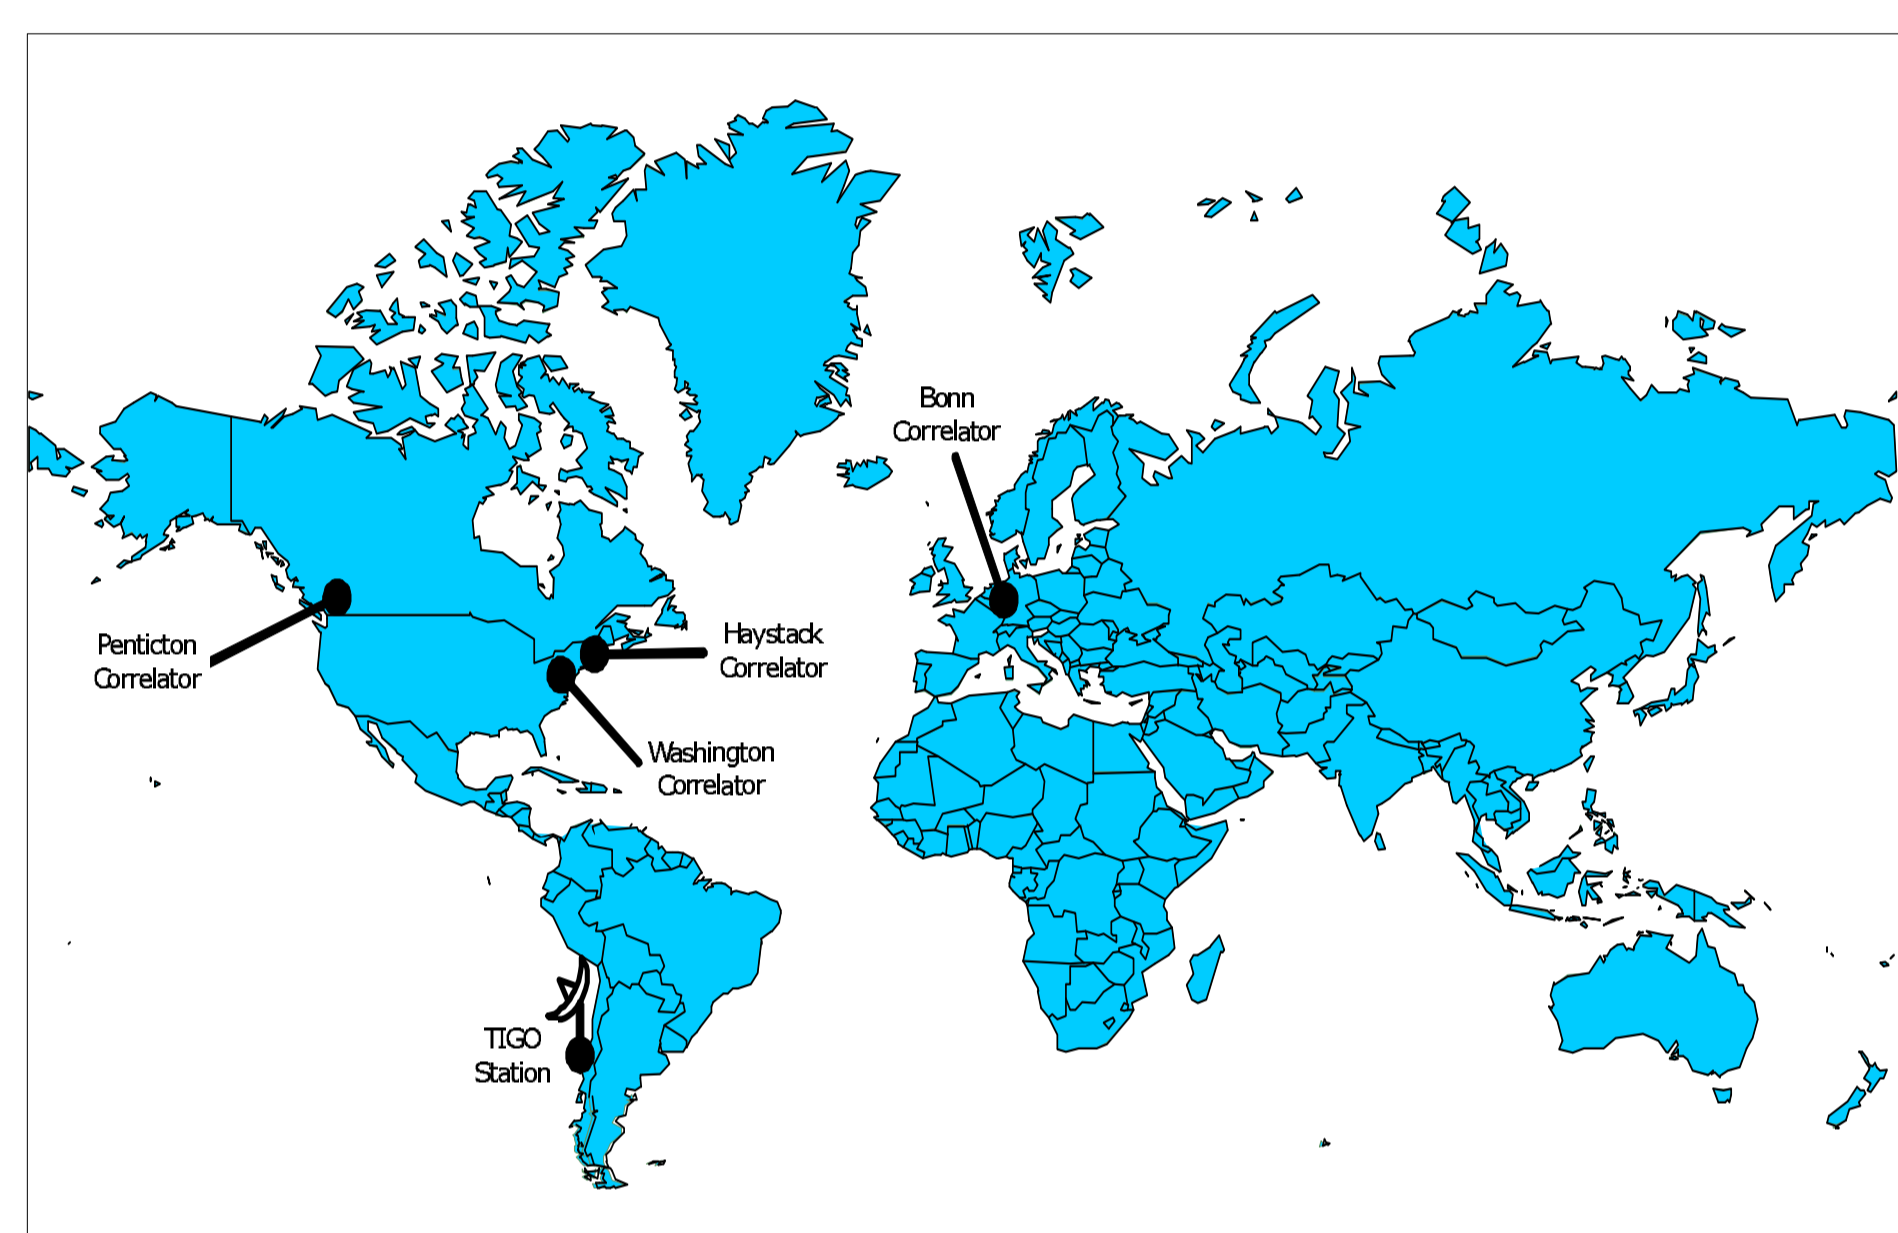 Bonn
Correlator
Penticton
Correlator
Haystack
Correlator
Washington
Correlator
TIGO
Station